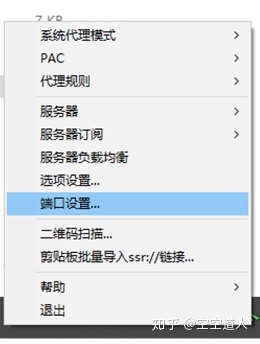 7 KB
系统代理模式
PAC
代理规则
服务器
服务器订阅
服务器负载均衡
选项设置...
端口设置...
二维码扫描...
剪贴板批量导入ssr://链接...
帮助
退出
知乎 @空空道人